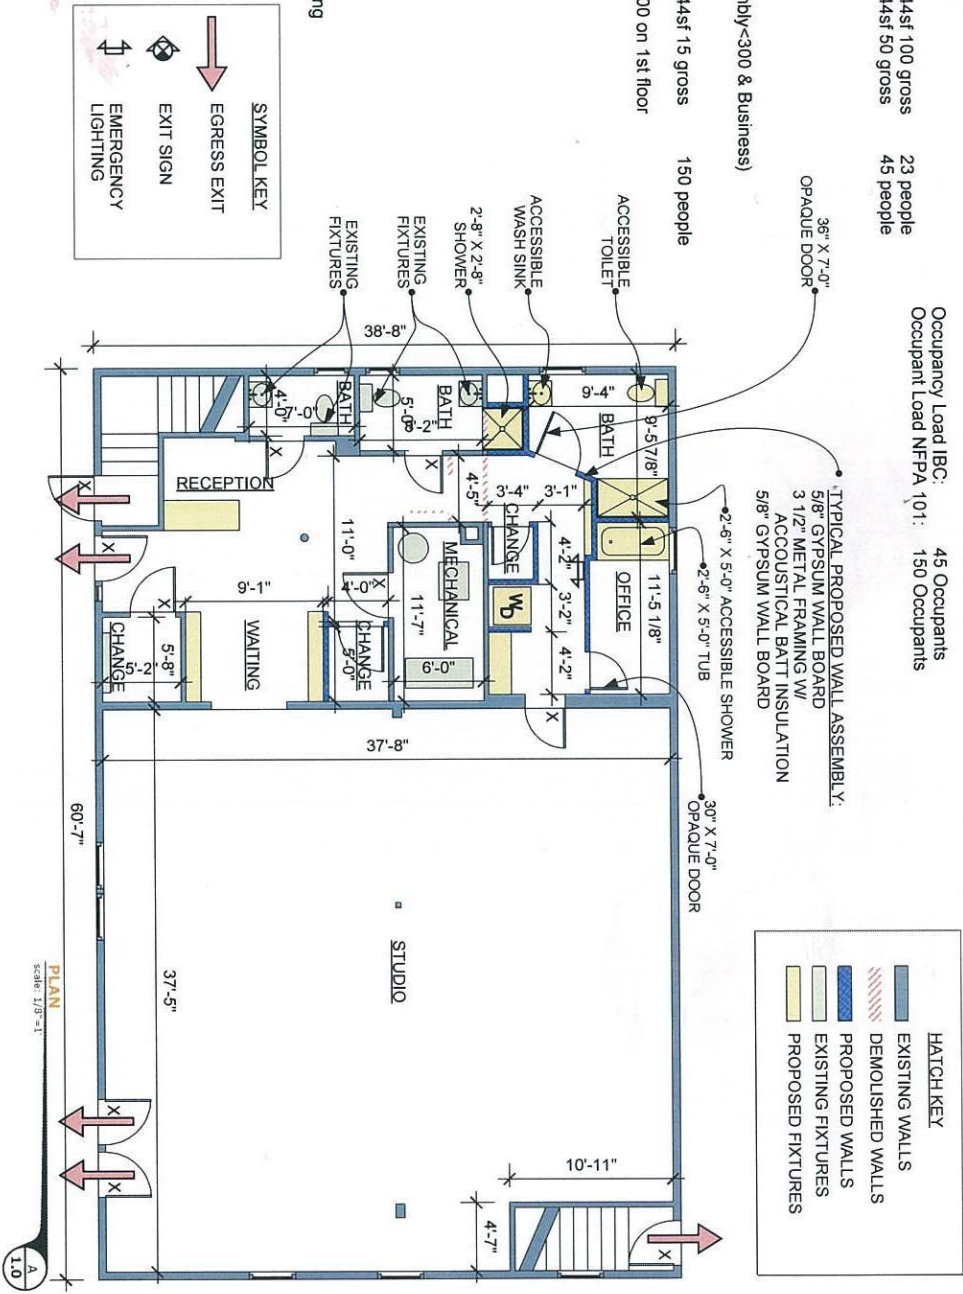 44sf 100 gross 23 people
44sf 50 gross 45 people
mbly<300 & Business)
44sf 15 gross 150 people
00 on 1st floor
ng
Occupancy Load IBC: 45 Occupants
Occupant Load NFPA 101: 150 Occupants
SYMBOL KEY
EGRESS EXIT
EXIT SIGN
EMERGENCY
LIGHTING
HATCH KEY
EXISTING WALLS
DEMOLISHED WALLS
PROPOSED WALLS
EXISTING FIXTURES
PROPOSED FIXTURES
36" X 7'-0"
OPAQUE DOOR
ACCESSIBLE
TOILET
ACCESSIBLE
WASH SINK
2'-8" X 2'-8"
SHOWER
EXISTING
FIXTURES
EXISTING
FIXTURES
TYPICAL PROPOSED WALL ASSEMBLY:
5/8" GYPSUM WALL BOARD
3 1/2" METAL FRAMING W/
ACCOUSTICAL BATT INSULATION
5/8" GYPSUM WALL BOARD
2'-6" X 5'-0" ACCESSIBLE SHOWER
2'-6" X 5'-0" TUB
30" X 7'-0"
OPAQUE DOOR
38'-8"
9'-4"
BATH
9'-5 7/8"
BATH
5'-0"
8'-2"
BATH
4'-0"
7'-0"
RECEPTION
4'-5"
3'-4"
3'-1"
CHANGE
4'-2"
3'-2"
4'-2"
OFFICE
11'-5 1/8"
WD
MECHANICAL
11'-7"
6'-0"
11'-0"
4'-0"
CHANGE
5'-0"
9'-1"
WAITING
CHANGE
5'-2"
5'-8"
X
X
X
X
X
X
X
X
X
X
37'-8"
60'-7"
37'-5"
STUDIO
10'-11"
4'-7"
PLAN
scale: 1/8"=1'
A
1.0